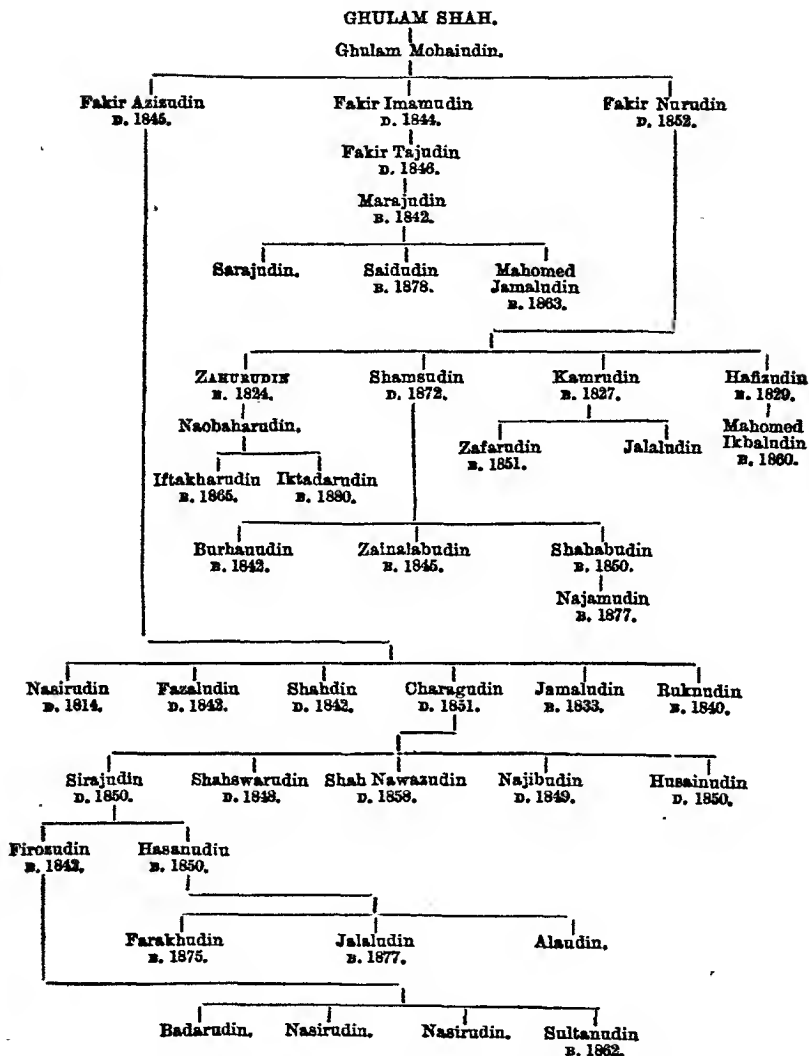 GHULAM SHAH.
Ghulam Mohaiudin.
Fakir Azizudin Fakir Imamudin Fakir Nurudin
D. 1845. D. 1844. D. 1852.
Fakir Tajudin
D. 1846.
Marajudin
B. 1842.
Sarajudin. Saidudin Mahomed
B. 1878. Jamaludin
B. 1863.
ZAHURUDIN Shamsudin Kamrudin Hafizudin
B. 1824. D. 1872. B. 1827. B. 1829.
Naobaharudin. Mahomed
Zafarudin Jalaludin Ikbaludin
B. 1851. B. 1860.
Iftakharudin Iktadarudin
B. 1865. B. 1880.
Burhanudin Zainalabudin Shahabudin
B. 1842. B. 1845. B. 1850.
Najamudin
B. 1877.
Nasirudin Fazaludin Shahdin Charagudin Jamaludin Ruknudin
D. 1814. D. 1842. D. 1842. D. 1851. B. 1833. B. 1840.
Sirajudin Shahswarudin Shah Nawazudin Najibudin Husainudin
D. 1850. D. 1848. D. 1858. D. 1849. D. 1850.
Firozudin Hasanudin
B. 1842. B. 1850.
Farakhudin Jalaludin Alaudin.
B. 1875. B. 1877.
Badarudin. Nasirudin. Nasirudin. Sultanudin
B. 1862.